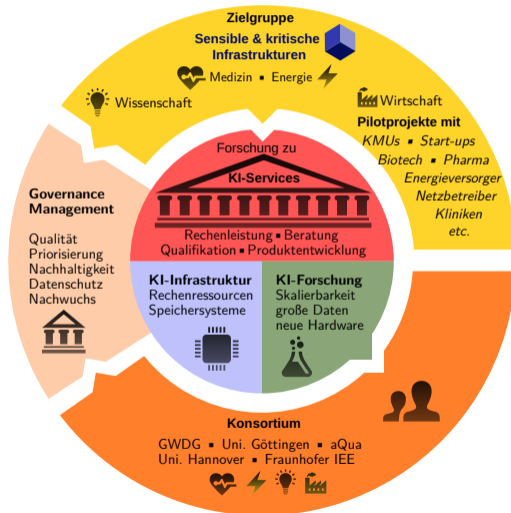 Zielgruppe
Sensible & kritische
Infrastrukturen
Medizin ▪ Energie
Wissenschaft
Wirtschaft
Pilotprojekte mit
KMUs ▪ Start-ups
Biotech ▪ Pharma
Energieversorger
Netzbetreiber
Kliniken
etc.
Forschung zu
KI-Services
Rechenleistung ▪ Beratung
Qualifikation ▪ Produktentwicklung
Governance
Management
Qualität
Priorisierung
Nachhaltigkeit
Datenschutz
Nachwuchs
KI-Infrastruktur
Rechenressourcen
Speichersysteme
KI-Forschung
Skalierbarkeit
große Daten
neue Hardware
Konsortium
GWDG ▪ Uni. Göttingen ▪ aQua
Uni. Hannover ▪ Fraunhofer IEE